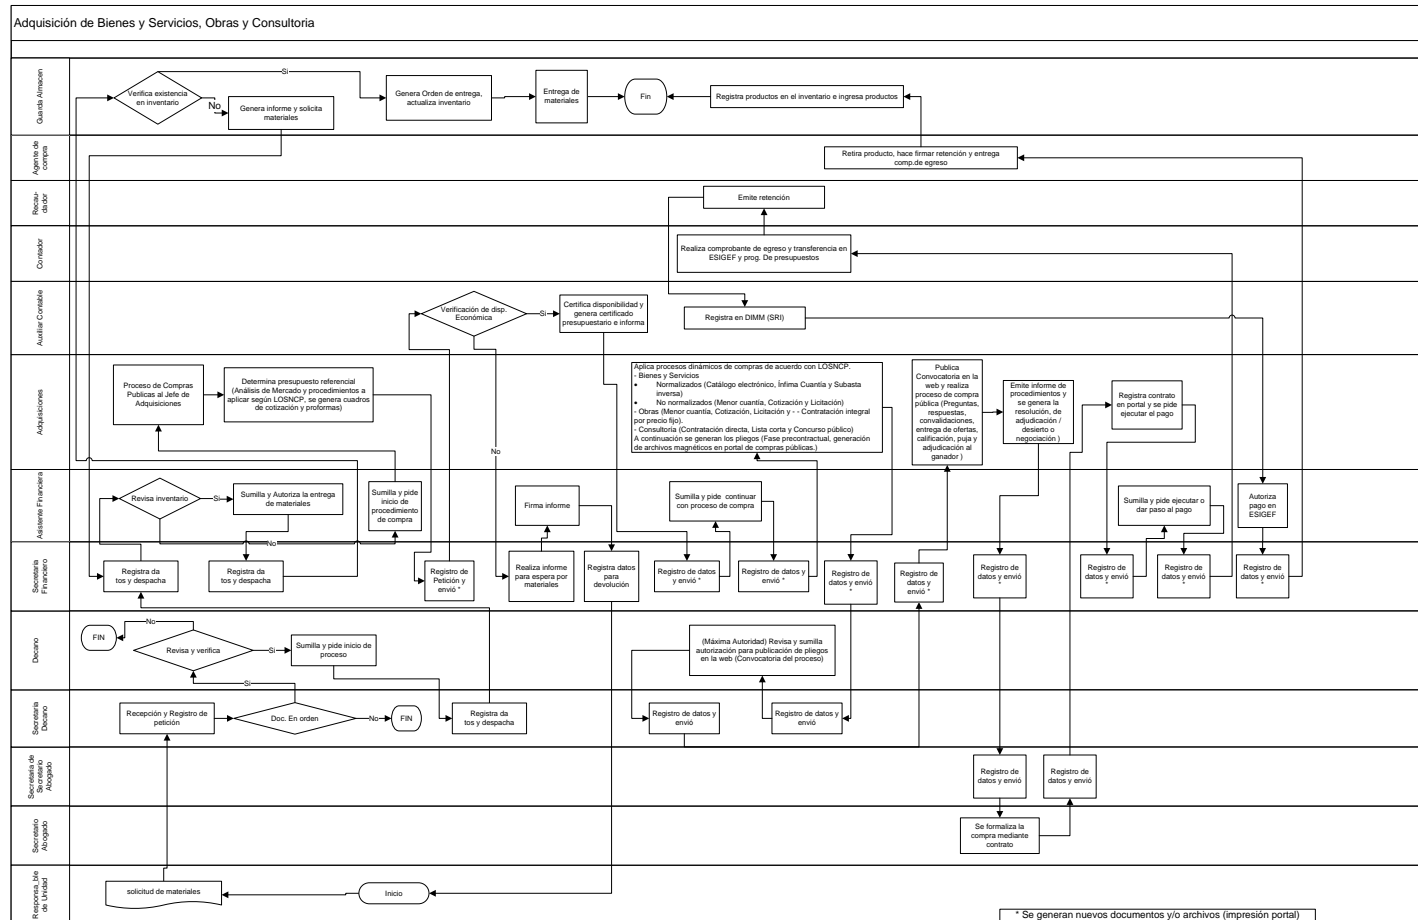 Adquisición de Bienes y Servicios, Obras y Consultoria
Guarda Almacen
Verifica existencia
en inventario
Si
No
Genera informe y solicita
materiales
Genera Orden de entrega,
actualiza inventario
Entrega de
materiales
Fin
Registra productos en el inventario e ingresa productos
Agente de
compra
Retira producto, hace firmar retención y entrega
comp.de egreso
Recau-
dador
Emite retención
Contador
Realiza comprobante de egreso y transferencia en
ESIGEF y prog. De presupuestos
Auxiliar Contable
Verificación de disp.
Económica
Si
No
Certifica disponibilidad y
genera certificado
presupuestario e informa
Registra en DIMM (SRI)
Adquisiciones
Proceso de Compras
Publicas al Jefe de
Adquisiciones
Determina presupuesto referencial
(Análisis de Mercado y procedimientos a
aplicar según LOSNCP, se genera cuadros
de cotización y proformas)
Aplica procesos dinámicos de compras de acuerdo con LOSNCP.
- Bienes y Servicios
• Normalizados (Catálogo electrónico, Ínfima Cuantía y Subasta
inversa)
• No normalizados (Menor cuantía, Cotización y Licitación)
- Obras (Menor cuantía, Cotización, Licitación y - - Contratación integral
por precio fijo).
- Consultoría (Contratación directa, Lista corta y Concurso público)
A continuación se generan los pliegos (Fase precontractual, generación
de archivos magnéticos en portal de compras públicas.)
Publica
Convocatoria en la
web y realiza
proceso de compra
pública (Preguntas,
respuestas,
convalidaciones,
entrega de ofertas,
calificación, puja y
adjudicación al
ganador )
Emite informe de
procedimientos y
se genera la
resolución, de
adjudicación /
desierto o
negociación )
Registra contrato
en portal y se pide
ejecutar el pago
Asistente Financiera
Revisa inventario
Si
No
Sumilla y Autoriza la entrega
de materiales
Sumilla y pide
inicio de
procedimiento
de compra
Firma informe
Sumilla y pide continuar
con proceso de compra
Sumilla y pide ejecutar o
dar paso al pago
Autoriza
pago en
ESIGEF
Secretaria
Financiero
Registra da
tos y despacha
Registra da
tos y despacha
Registro de
Petición y
envió *
Realiza informe
para espera por
materiales
Registra datos
para
devolución
Registro de datos
y envió *
Registro de datos y
envió *
Registro de
datos y envió
*
Registro de
datos y
envió *
Registro de
datos y envió
*
Registro de
datos y envió
*
Registro de
datos y envió
*
Registro de
datos y envió
*
Decano
FIN
No
Revisa y verifica
Si
Sumilla y pide inicio de
proceso
(Máxima Autoridad) Revisa y sumilla
autorización para publicación de pliegos
en la web (Convocatoria del proceso)
Secretaria
Decano
Recepción y Registro de
petición
Si
Doc. En orden
No
FIN
Registra da
tos y despacha
Registro de datos y
envió
Registro de datos y
envió
Secretaria de
Secretario
Abogado
Registro de
datos y envió
Registro de
datos y envió
Secretario
Abogado
Se formaliza la
compra mediante
contrato
Responsa_ble
de Unidad
solicitud de materiales
Inicio
* Se generan nuevos documentos y/o archivos (impresión portal)